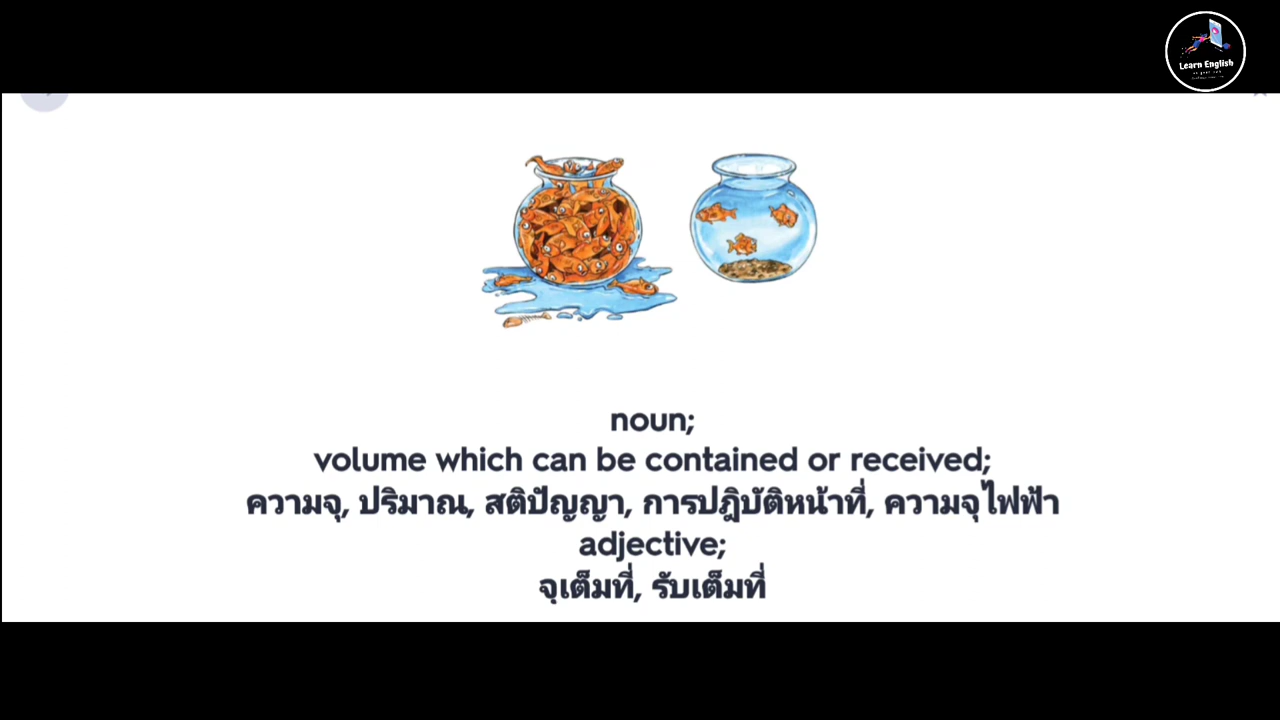 Learn English
noun;
volume which can be contained or received;
ความจุ, ปริมาณ, สติปัญญา, การปฎิบัติหน้าที่, ความจุไฟฟ้า
adjective;
จุเต็มที่, รับเต็มที่